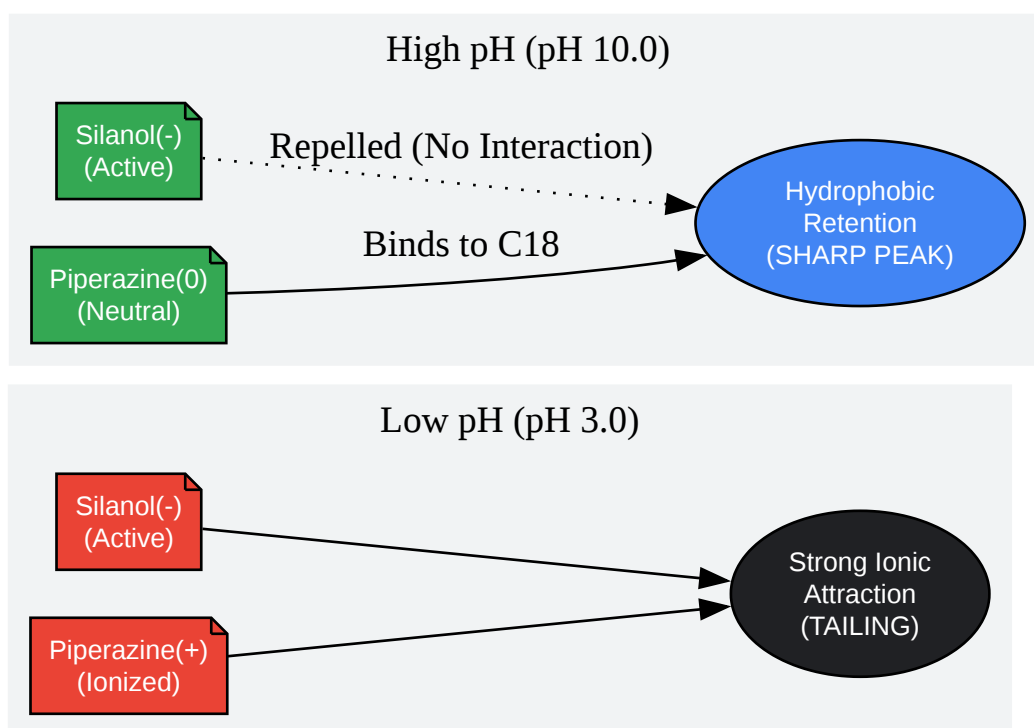 High pH (pH 10.0)
Silanol(-)
(Active)
Repelled (No Interaction)
Hydrophobic
Retention
(SHARP PEAK)
Binds to C18
Piperazine(0)
(Neutral)
Low pH (pH 3.0)
Silanol(-)
(Active)
Strong Ionic
Attraction
(TAILING)
Piperazine(+)
(Ionized)